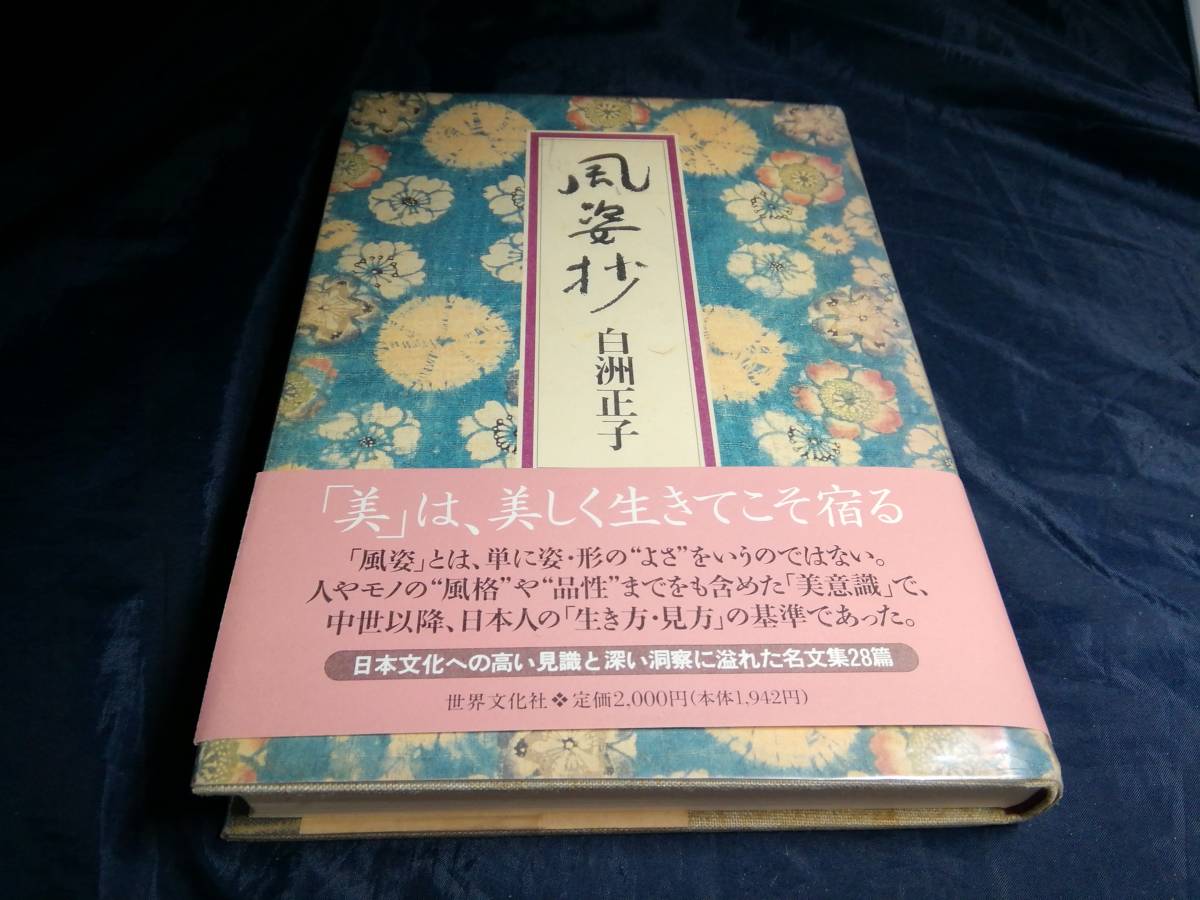 風姿抄
白洲正子
「美」は、美しく生きてこそ宿る
「風姿」とは、単に姿・形の“よさ”をいうのではない。
人やモノの“風格”や“品性”までをも含めた「美意識」で、
中世以降、日本人の「生き方・見方」の基準であった。
日本文化への高い見識と深い洞察に溢れた名文集28篇
世界文化社❖定価2,000円(本体1,942円)